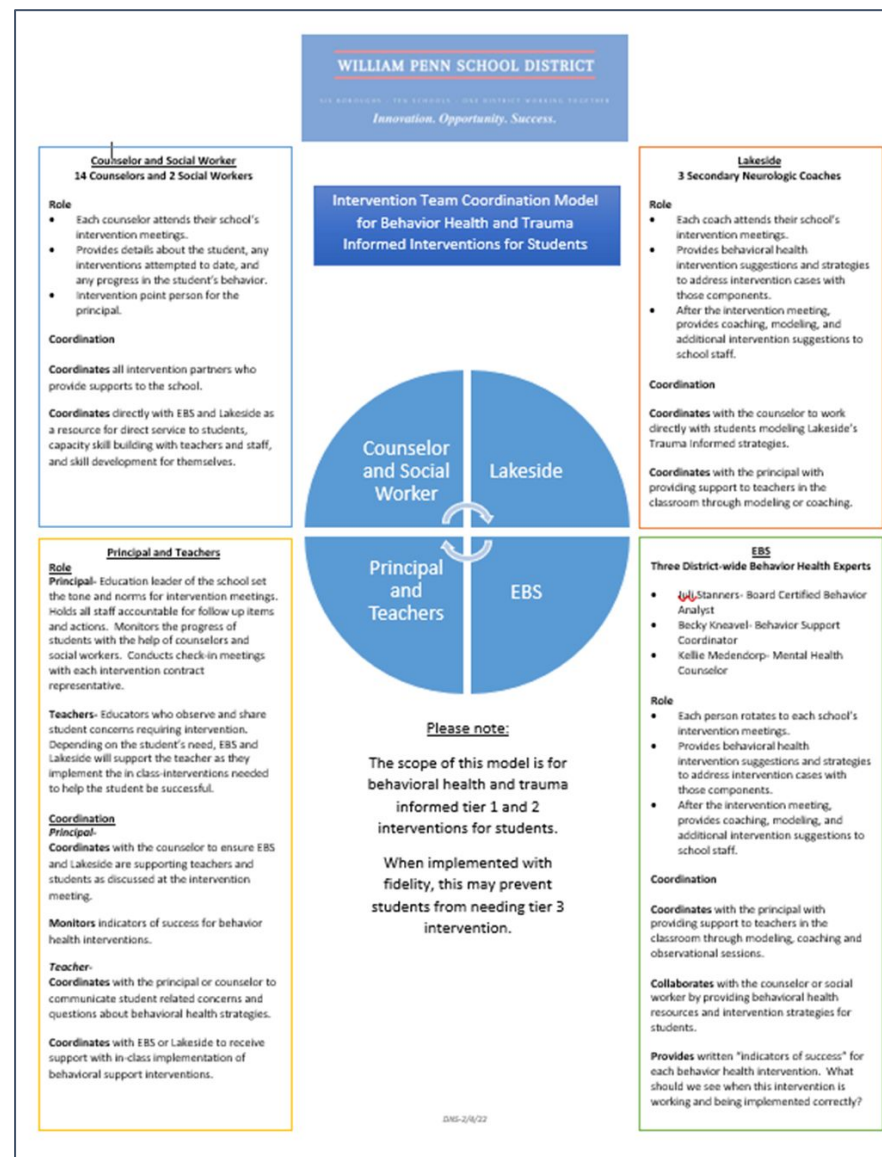 WILLIAM PENN SCHOOL DISTRICT
SIX BOROUGHS · TEN SCHOOLS · ONE DISTRICT WORKING TOGETHER
Innovation. Opportunity. Success.
Intervention Team Coordination Model
for Behavior Health and Trauma
Informed Interventions for Students
Counselor and Social Worker
14 Counselors and 2 Social Workers
Role
• Each counselor attends their school's
intervention meetings.
• Provides details about the student, any
interventions attempted to date, and
any progress in the student's behavior.
• Intervention point person for the
principal.
Coordination
Coordinates all intervention partners who
provide supports to the school.
Coordinates directly with EBS and Lakeside as
a resource for direct service to students,
capacity skill building with teachers and staff,
and skill development for themselves.
Lakeside
3 Secondary Neurologic Coaches
Role
• Each coach attends their school's
intervention meetings.
• Provides behavioral health
intervention suggestions and strategies
to address intervention cases with
those components.
• After the intervention meeting,
provides coaching, modeling, and
additional intervention suggestions to
school staff.
Coordination
Coordinates with the counselor to work
directly with students modeling Lakeside's
Trauma Informed strategies.
Coordinates with the principal with
providing support to teachers in the
classroom through modeling or coaching.
Counselor
and Social
Worker
Lakeside
Principal
and
Teachers
EBS
Principal and Teachers
Role
Principal- Education leader of the school set
the tone and norms for intervention meetings.
Holds all staff accountable for follow up items
and actions. Monitors the progress of
students with the help of counselors and
social workers. Conducts check-in meetings
with each intervention contract
representative.
Teachers- Educators who observe and share
student concerns requiring intervention.
Depending on the student's need, EBS and
Lakeside will support the teacher as they
implement the in class-interventions needed
to help the student be successful.
Coordination
Principal-
Coordinates with the counselor to ensure EBS
and Lakeside are supporting teachers and
students as discussed at the intervention
meeting.
Monitors indicators of success for behavior
health interventions.
Teacher-
Coordinates with the principal or counselor to
communicate student related concerns and
questions about behavioral health strategies.
Coordinates with EBS or Lakeside to receive
support with in-class implementation of
behavioral support interventions.
Please note:
The scope of this model is for
behavioral health and trauma
informed tier 1 and 2
interventions for students.
When implemented with
fidelity, this may prevent
students from needing tier 3
intervention.
EBS
Three District-wide Behavior Health Experts
• Juli Stanners- Board Certified Behavior
Analyst
• Becky Kneavel- Behavior Support
Coordinator
• Kellie Medendorp- Mental Health
Counselor
Role
• Each person rotates to each school's
intervention meetings.
• Provides behavioral health
intervention suggestions and strategies
to address intervention cases with
those components.
• After the intervention meeting,
provides coaching, modeling, and
additional intervention suggestions to
school staff.
Coordination
Coordinates with the principal with
providing support to teachers in the
classroom through modeling, coaching and
observational sessions.
Collaborates with the counselor or social
worker by providing behavioral health
resources and intervention strategies for
students.
Provides written "indicators of success" for
each behavior health intervention. What
should we see when this intervention is
working and being implemented correctly?